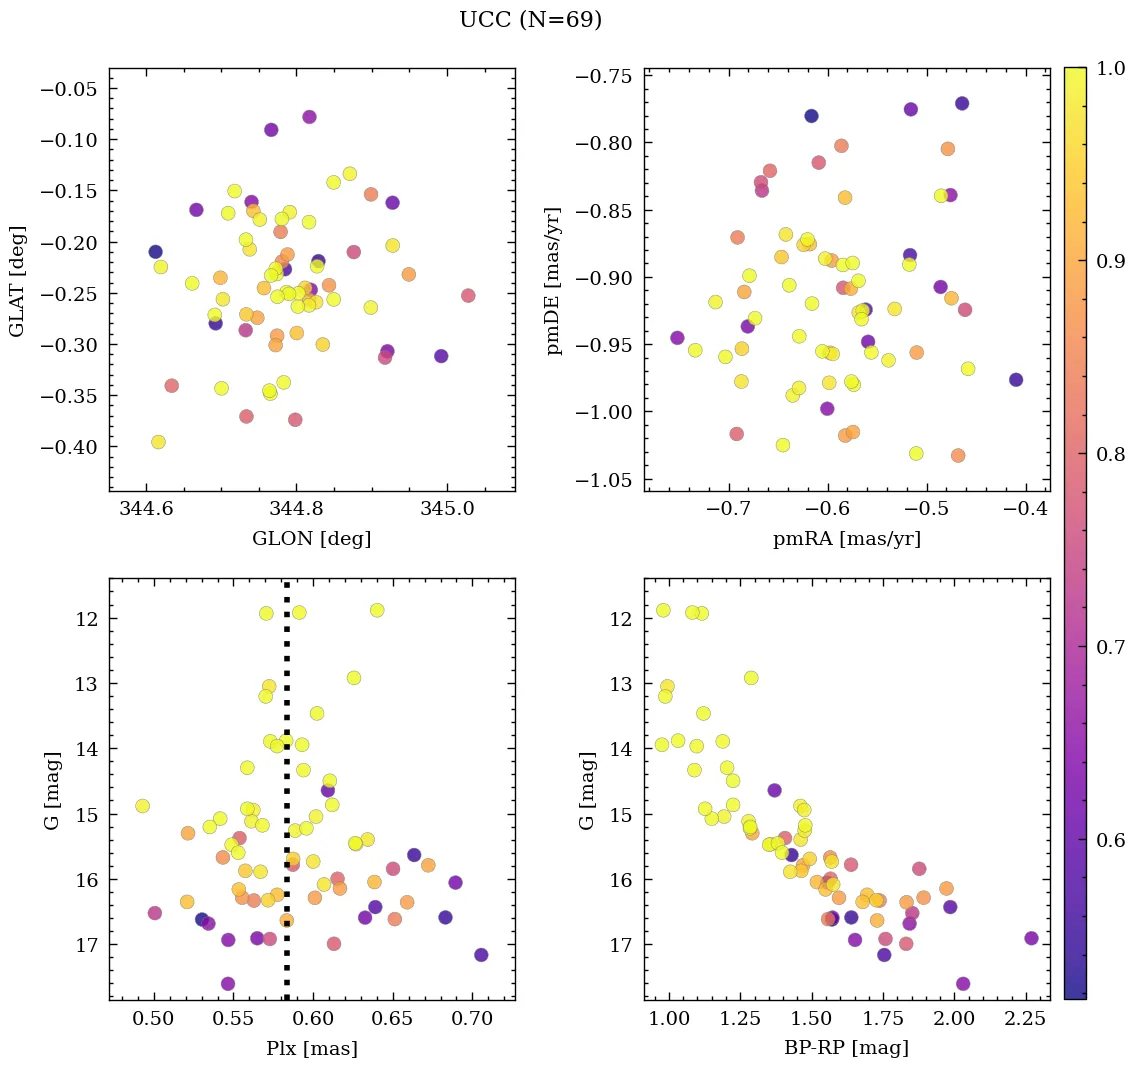 UCC (N=69)
−0.05
−0.10
−0.15
−0.20
−0.25
−0.30
−0.35
−0.40
GLAT [deg]
344.6 344.8 345.0
GLON [deg]
−0.75
−0.80
−0.85
−0.90
−0.95
−1.00
−1.05
pmDE [mas/yr]
−0.7 −0.6 −0.5 −0.4
pmRA [mas/yr]
1.0
0.9
0.8
0.7
0.6
12
13
14
15
16
17
G [mag]
0.50 0.55 0.60 0.65 0.70
Plx [mas]
12
13
14
15
16
17
G [mag]
1.00 1.25 1.50 1.75 2.00 2.25
BP-RP [mag]